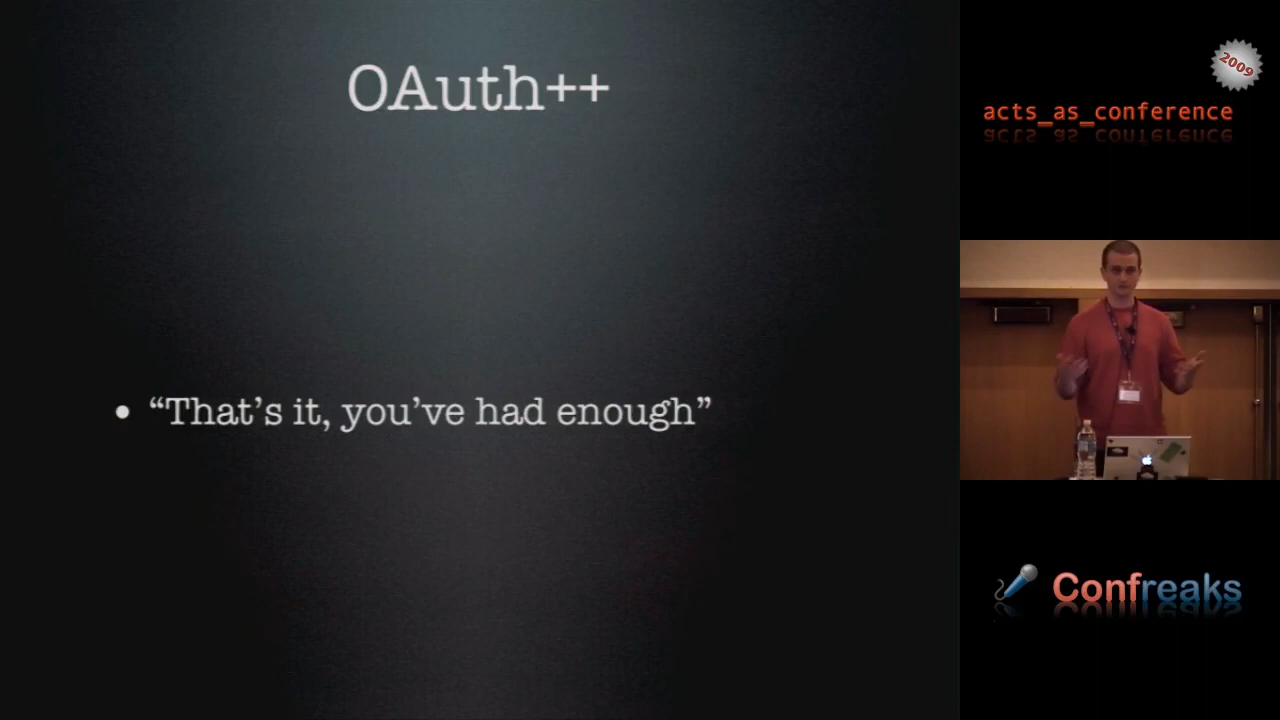 OAuth++
• “That’s it, you’ve had enough”
2009
acts_as_conference
Confreaks